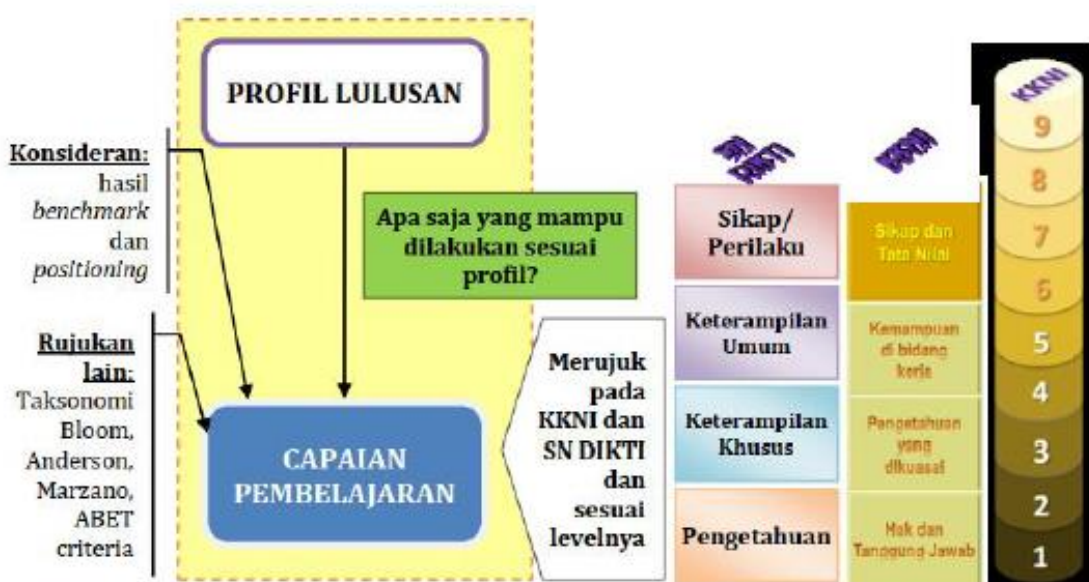 PROFIL LULUSAN
Konsideran:
hasil
benchmark
dan
positioning
Apa saja yang mampu
dilakukan sesuai
profil?
Rujukan
lain:
Taksonomi
Bloom,
Anderson,
Marzano,
ABET
criteria
CAPAIAN
PEMBELAJARAN
Merujuk
pada
KKNI dan
SN DIKTI
dan
sesuai
levelnya
SN
DIKTI
Sikap/
Perilaku
Keterampilan
Umum
Keterampilan
Khusus
Pengetahuan
KKNI
Sikap dan
Tata Nilai
Kemampuan
di bidang
kerja
Pengetahuan
yang
dikuasai
Hak dan
Tanggung Jawab
KKNI
9
8
7
6
5
4
3
2
1